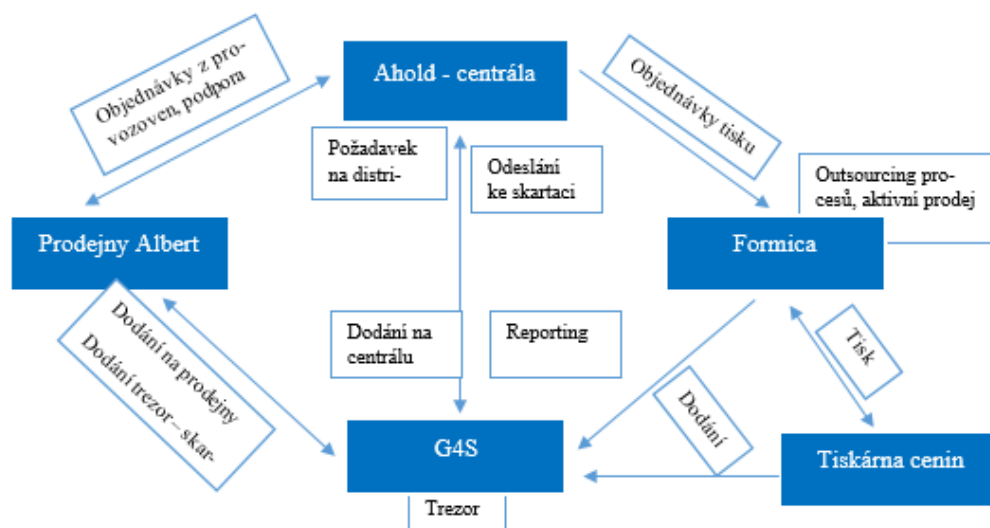 Ahold - centrála
Objednávky z pro-
vozoven, podpora
Objednávky tisku
Požadavek
na distri-
Odeslání
ke skartaci
Outsourcing pro-
cesů, aktivní prodej
Prodejny Albert
Formica
Dodání na prodejny
Dodání trezor – skar-
Dodání na
centrálu
Reporting
Tisk
Dodání
G4S
Tiskárna cenin
Trezor